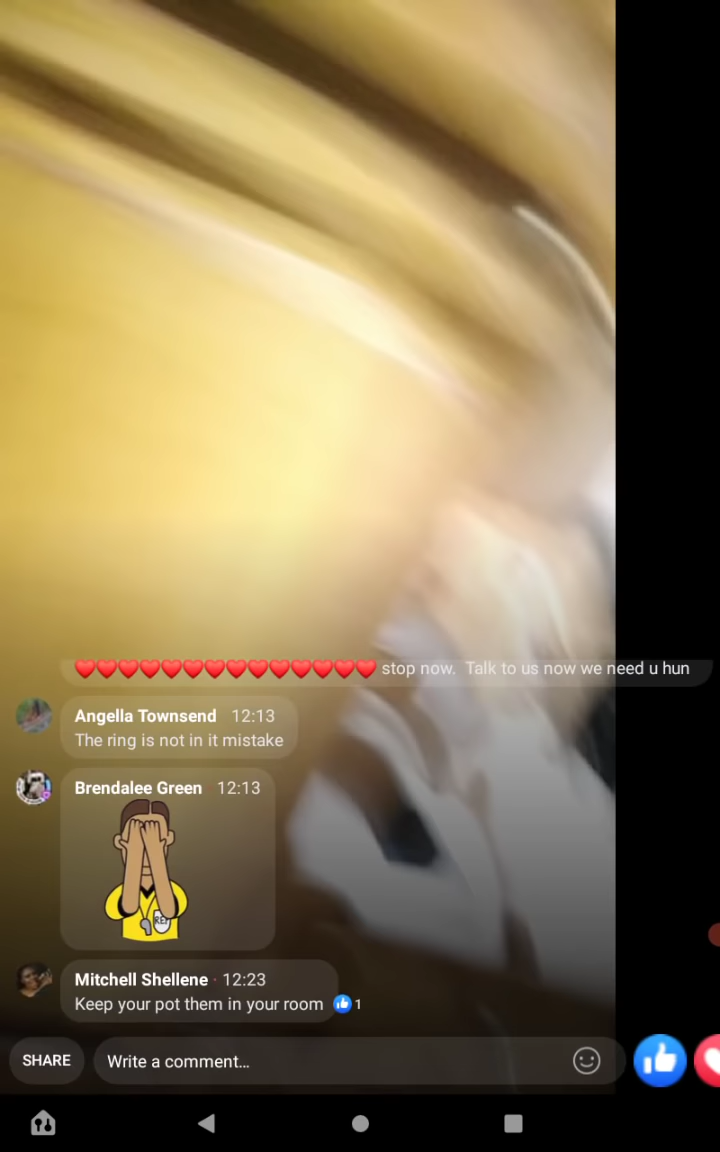 ❤️❤️❤️❤️❤️❤️❤️❤️❤️❤️❤️❤️❤️❤️ stop now.  Talk to us now we need u hun
Angella Townsend 12:13
The ring is not in it mistake
Brendalee Green 12:13
REF
Mitchell Shellene · 12:23
Keep your pot them in your room 👍 1
SHARE
Write a comment...